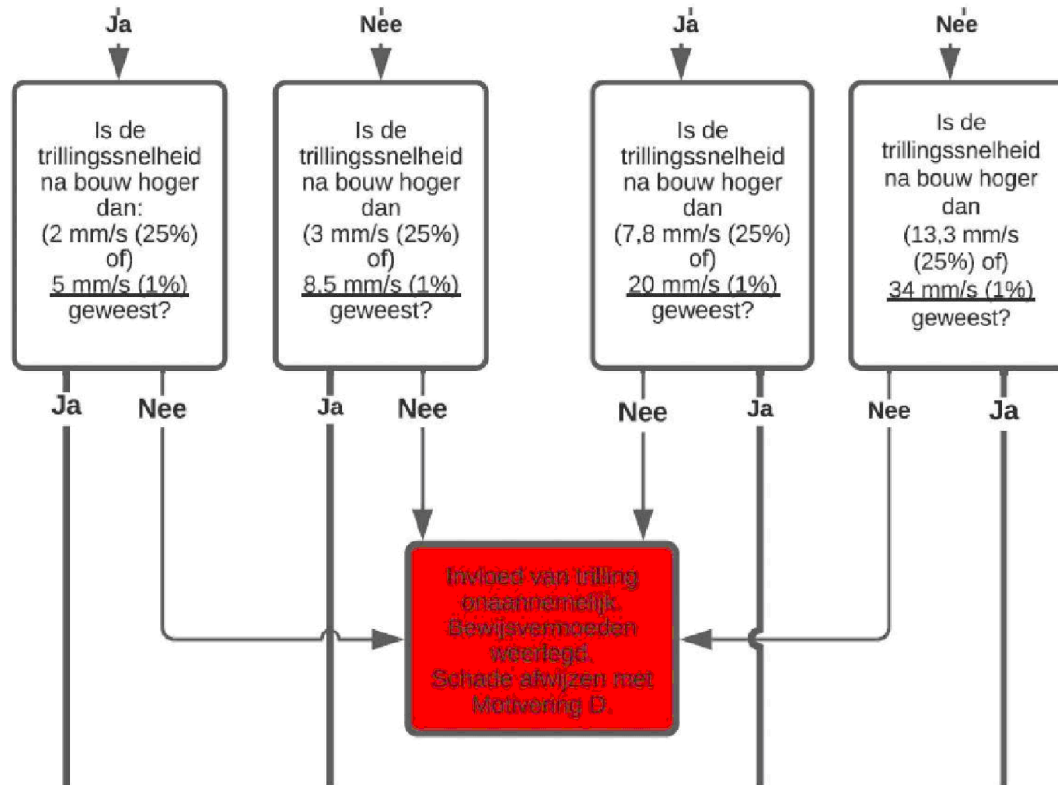 Ja
Nee
Ja
Nee
Is de
trillingssnelheid
na bouw hoger
dan:
(2 mm/s (25%)
of)
5 mm/s (1%)
geweest?
Is de
trillingssnelheid
na bouw hoger
dan
(3 mm/s (25%)
of)
8,5 mm/s (1%)
geweest?
Is de
trillingssnelheid
na bouw hoger
dan
(7,8 mm/s (25%)
of)
20 mm/s (1%)
geweest?
Is de
trillingssnelheid
na bouw hoger
dan
(13,3 mm/s
(25%) of)
34 mm/s (1%)
geweest?
Ja
Nee
Ja
Nee
Nee
Ja
Nee
Ja
Invloed van trilling
onaannemelijk.
Bewijsvermoeden
weerlegd.
Schade afwijzen met
Motivering D.